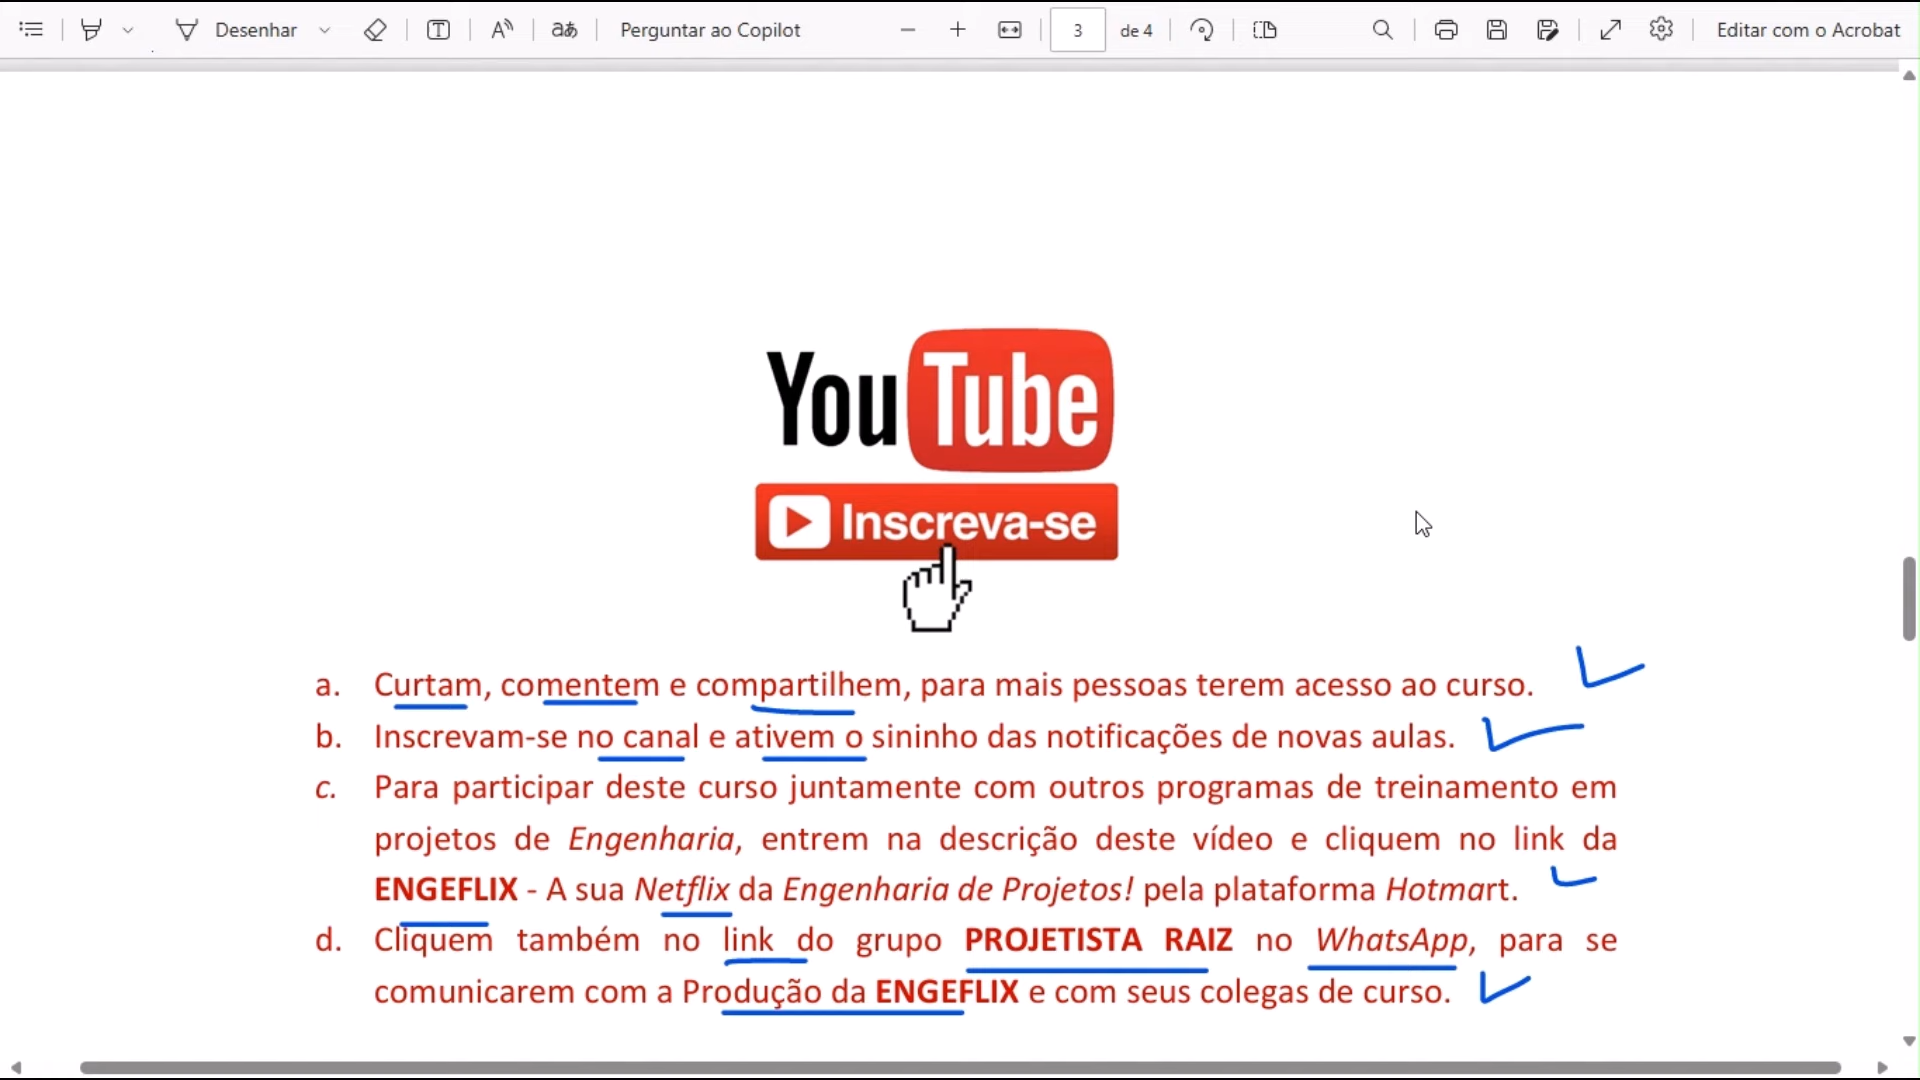 Desenhar
T
A
aあ
Perguntar ao Copilot
3
de 4
Editar com o Acrobat
YouTube
Inscreva-se
a. Curtam, comentem e compartilhem, para mais pessoas terem acesso ao curso.
b. Inscrevam-se no canal e ativem o sininho das notificações de novas aulas.
c. Para participar deste curso juntamente com outros programas de treinamento em
projetos de Engenharia, entrem na descrição deste vídeo e cliquem no link da
ENGEFLIX - A sua Netflix da Engenharia de Projetos! pela plataforma Hotmart.
d. Cliquem também no link do grupo PROJETISTA RAIZ no WhatsApp, para se
comunicarem com a Produção da ENGEFLIX e com seus colegas de curso.